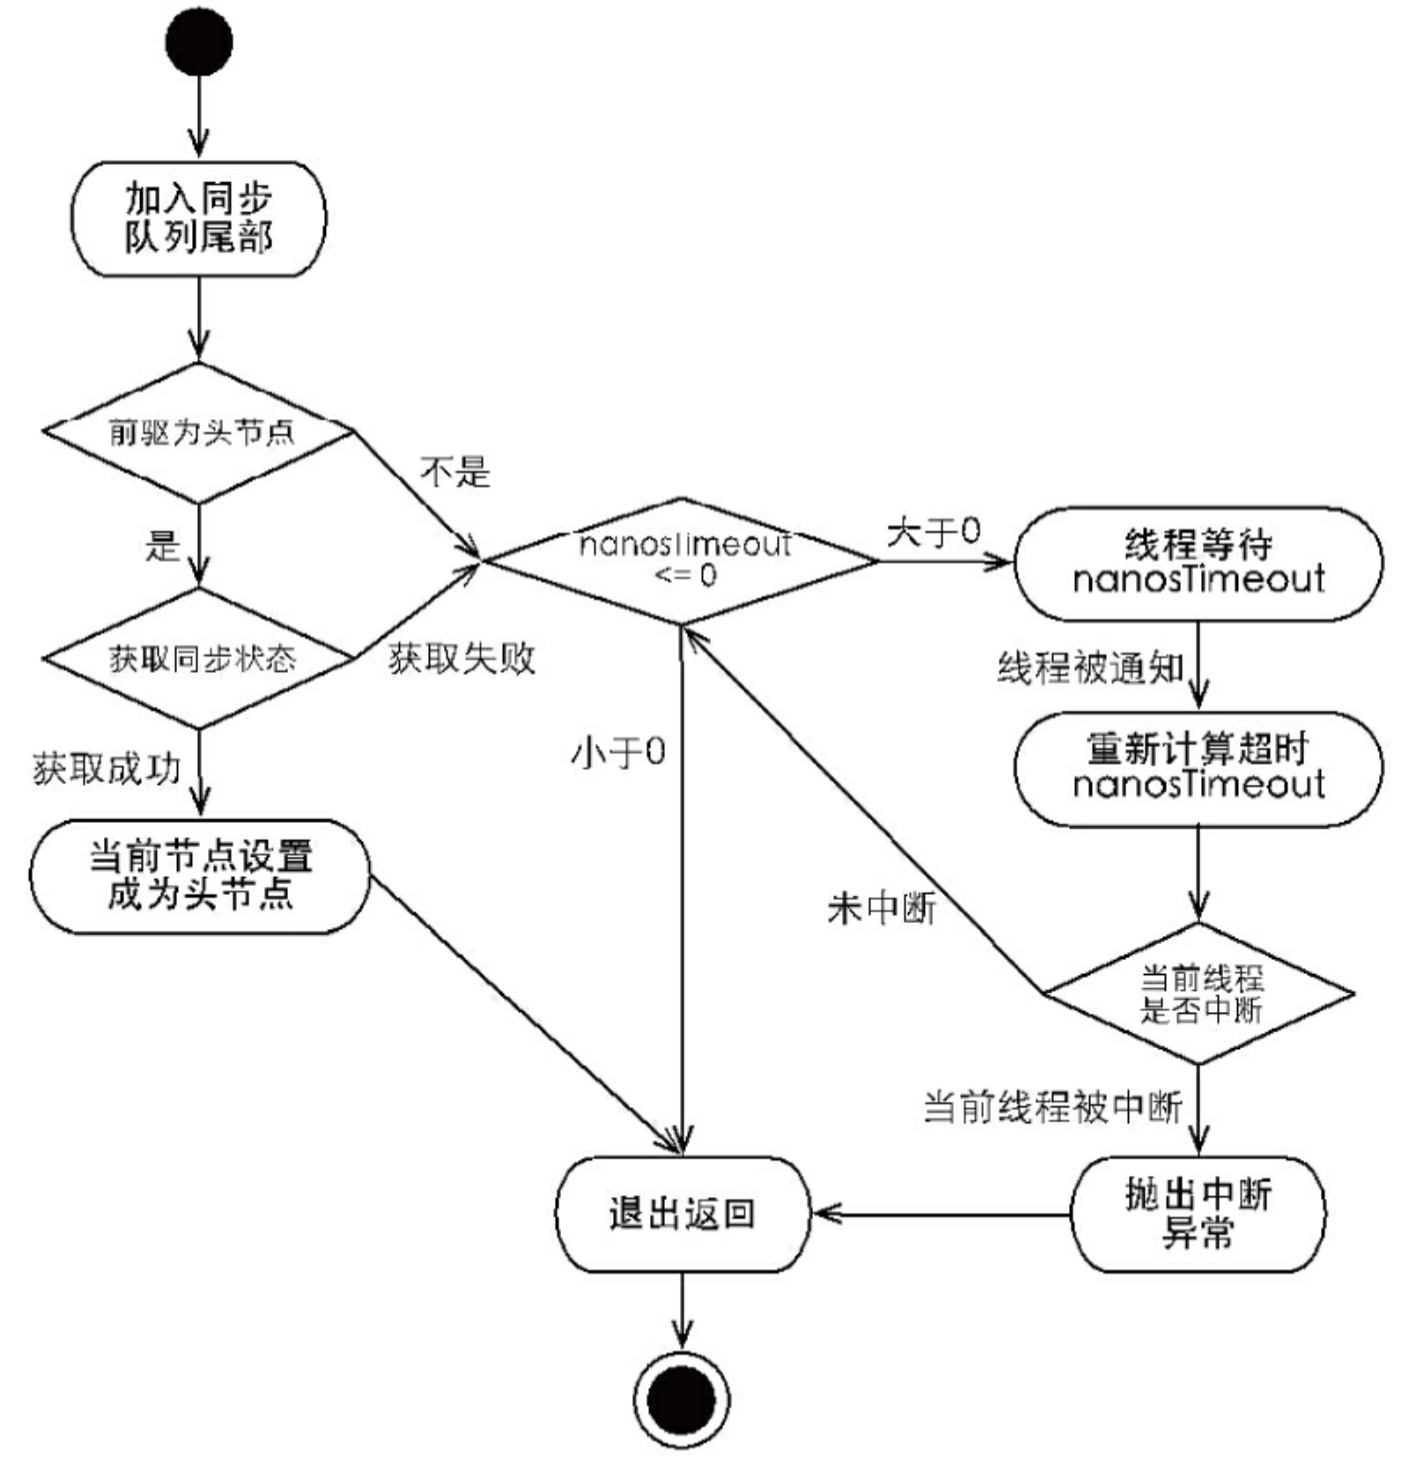 加入同步
队列尾部
前驱为头节点
不是
是
获取同步状态
获取失败
获取成功
当前节点设置
成为头节点
nanosTimeout
<= 0
大于0
小于0
线程等待
nanosTimeout
线程被通知
重新计算超时
nanosTimeout
未中断
当前线程
是否中断
当前线程被中断
抛出中断
异常
退出返回